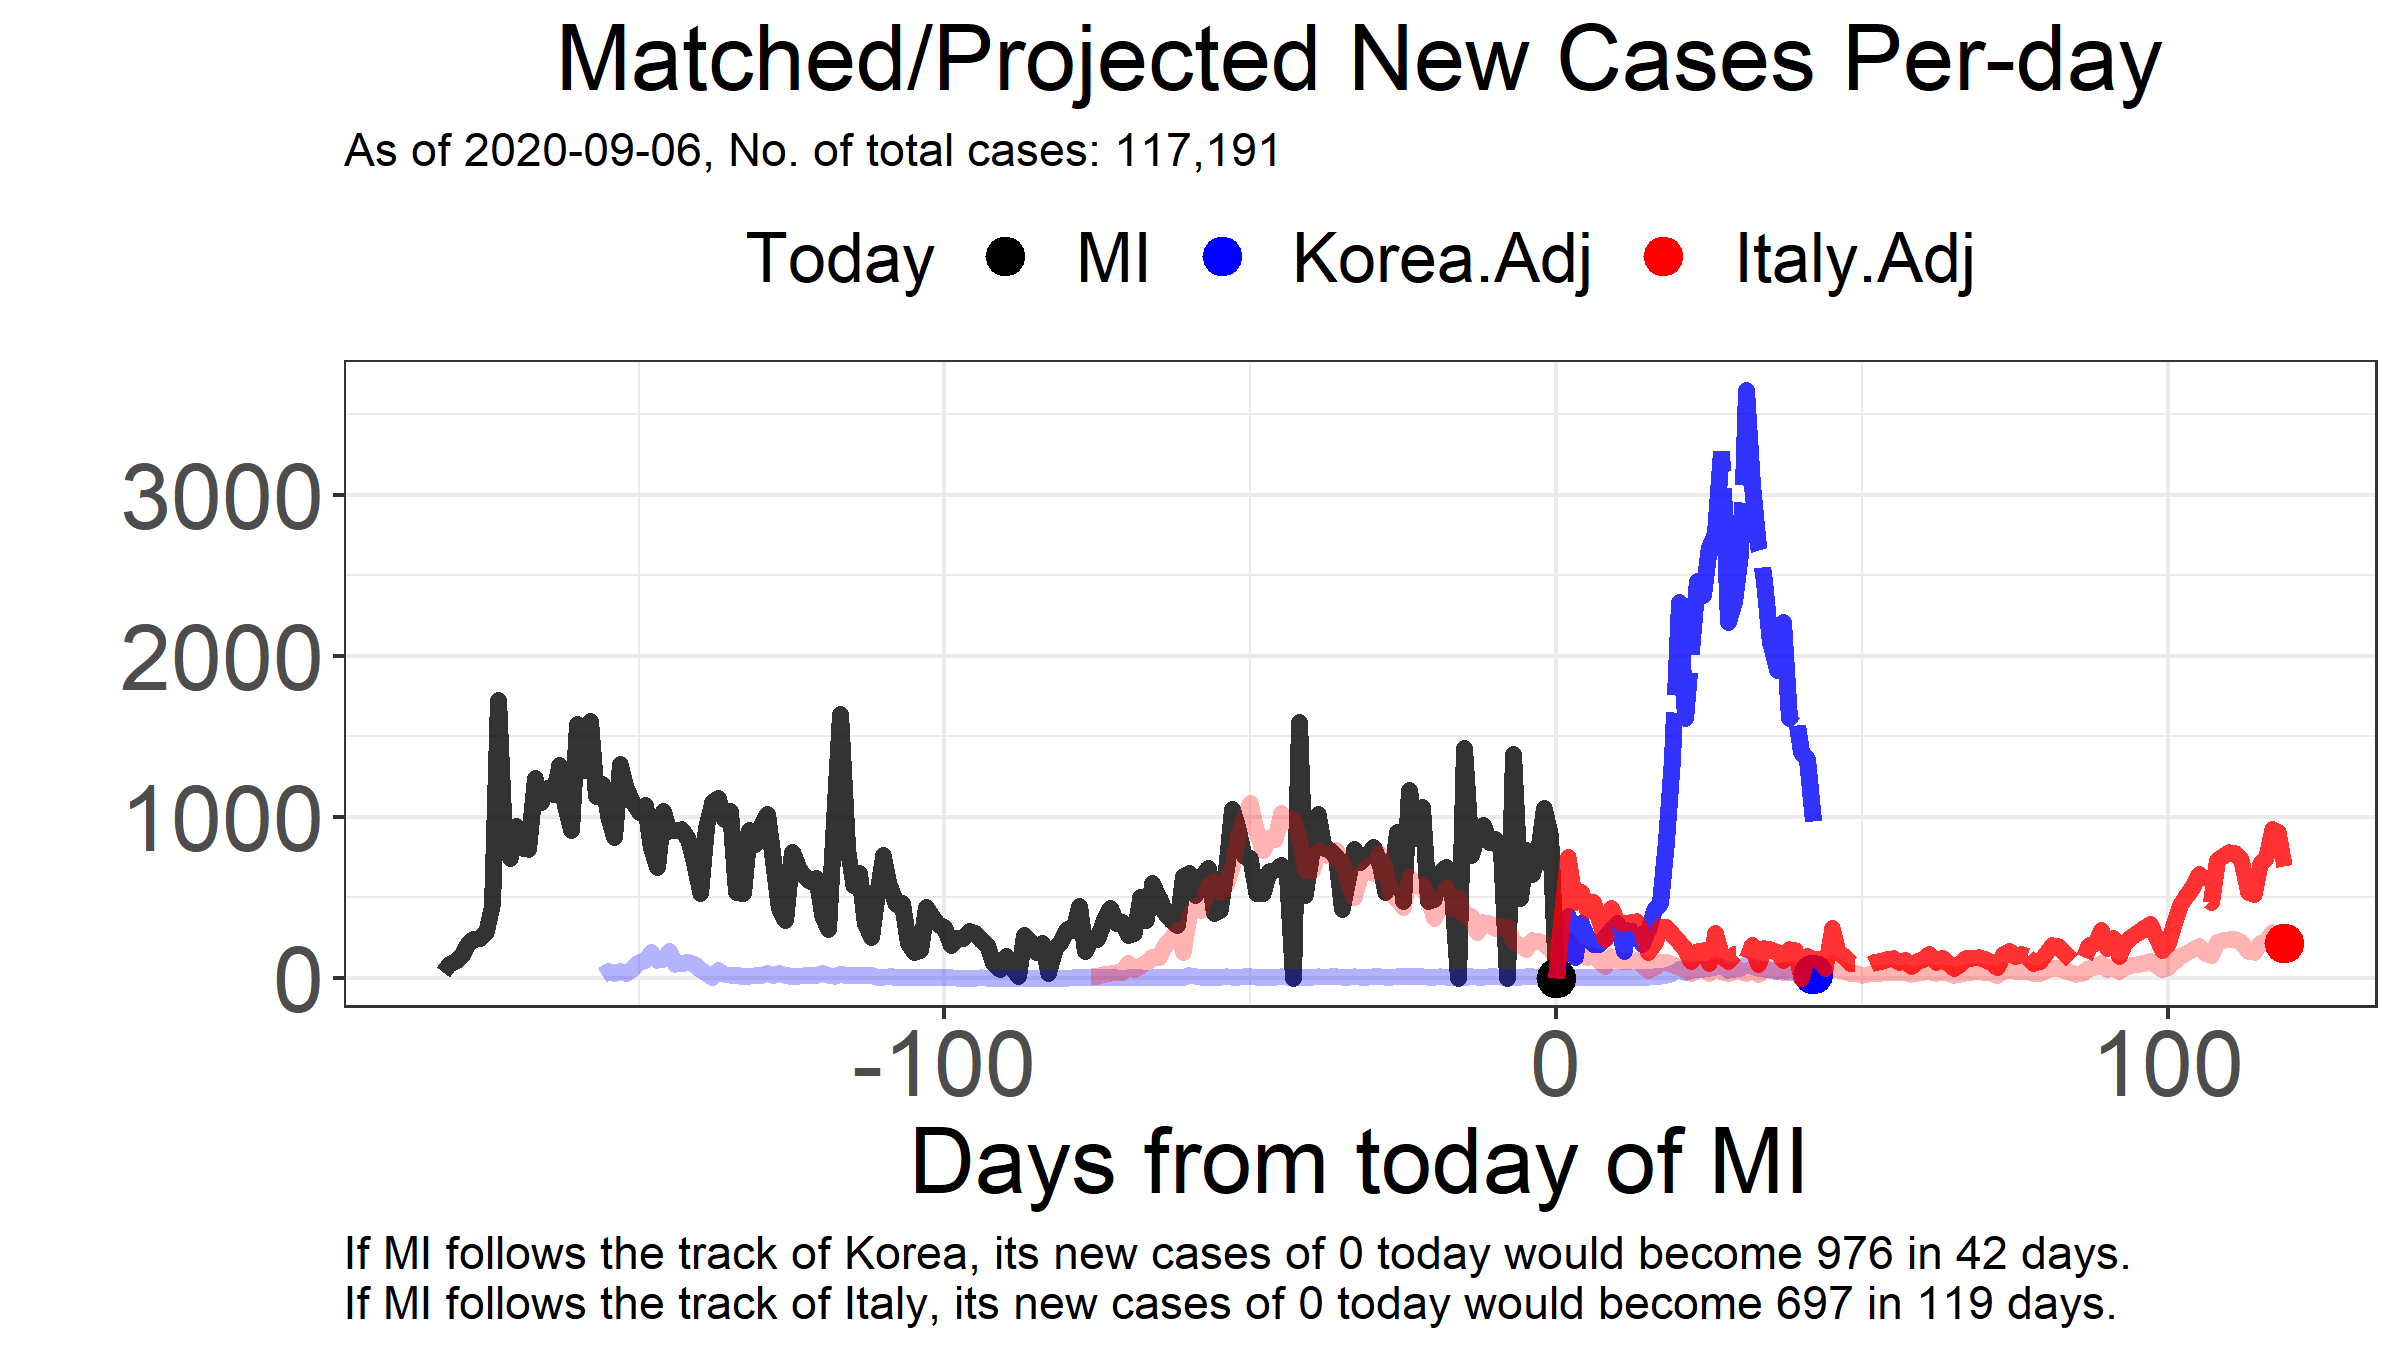 Matched/Projected New Cases Per-day
As of 2020-09-06, No. of total cases: 117,191
Today MI Korea.Adj Italy.Adj
3000
2000
1000
0
-100 0 100
Days from today of MI
If MI follows the track of Korea, its new cases of 0 today would become 976 in 42 days.
If MI follows the track of Italy, its new cases of 0 today would become 697 in 119 days.